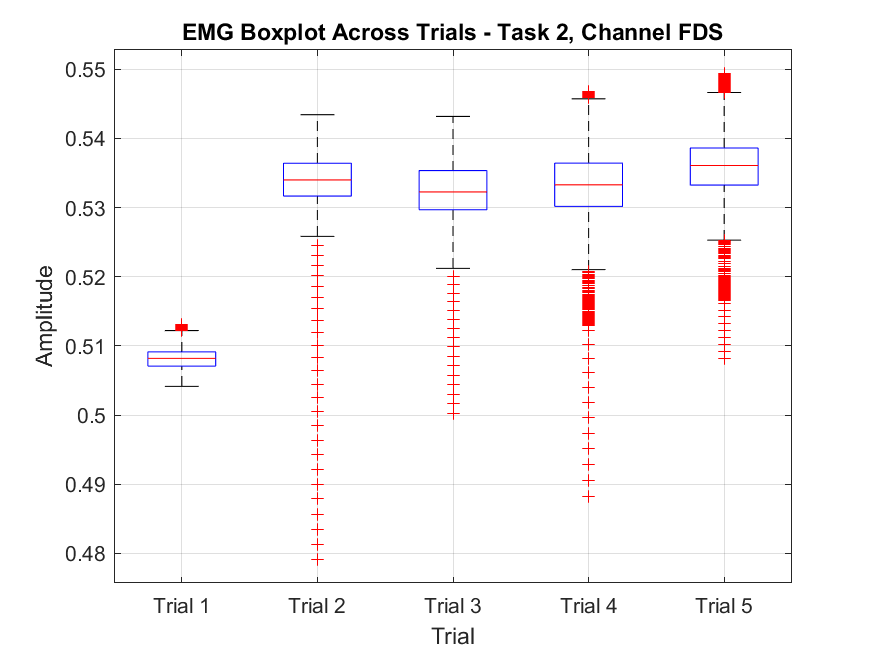 EMG Boxplot Across Trials - Task 2, Channel FDS
0.55
0.54
0.53
0.52
0.51
0.5
0.49
0.48
Amplitude
Trial 1 Trial 2 Trial 3 Trial 4 Trial 5
Trial